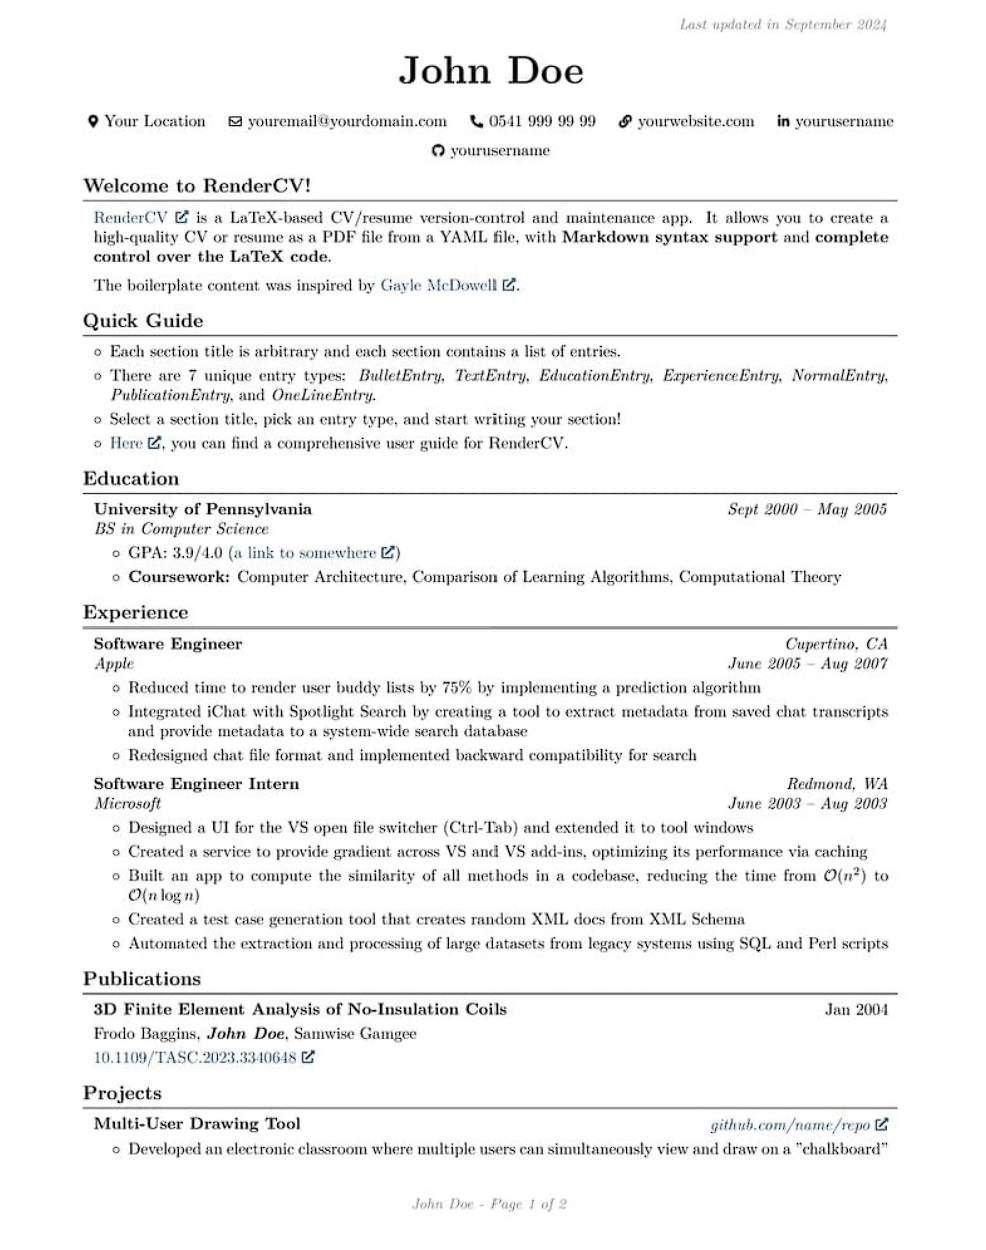 Last updated in September 2024
John Doe
Your Location youremail@yourdomain.com 0541 999 99 99 yourwebsite.com yourusername
yourusername
Welcome to RenderCV!
RenderCV is a LaTeX-based CV/resume version-control and maintenance app. It allows you to create a
high-quality CV or resume as a PDF file from a YAML file, with Markdown syntax support and complete
control over the LaTeX code.
The boilerplate content was inspired by Gayle McDowell.
Quick Guide
◦ Each section title is arbitrary and each section contains a list of entries.
◦ There are 7 unique entry types: BulletEntry, TextEntry, EducationEntry, ExperienceEntry, NormalEntry,
PublicationEntry, and OneLineEntry.
◦ Select a section title, pick an entry type, and start writing your section!
◦ Here, you can find a comprehensive user guide for RenderCV.
Education
University of Pennsylvania Sept 2000 – May 2005
BS in Computer Science
◦ GPA: 3.9/4.0 (a link to somewhere)
◦ Coursework: Computer Architecture, Comparison of Learning Algorithms, Computational Theory
Experience
Software Engineer Cupertino, CA
Apple June 2005 – Aug 2007
◦ Reduced time to render user buddy lists by 75% by implementing a prediction algorithm
◦ Integrated iChat with Spotlight Search by creating a tool to extract metadata from saved chat transcripts
and provide metadata to a system-wide search database
◦ Redesigned chat file format and implemented backward compatibility for search
Software Engineer Intern Redmond, WA
Microsoft June 2003 – Aug 2003
◦ Designed a UI for the VS open file switcher (Ctrl-Tab) and extended it to tool windows
◦ Created a service to provide gradient across VS and VS add-ins, optimizing its performance via caching
◦ Built an app to compute the similarity of all methods in a codebase, reducing the time from 𝒪(n²) to
𝒪(n log n)
◦ Created a test case generation tool that creates random XML docs from XML Schema
◦ Automated the extraction and processing of large datasets from legacy systems using SQL and Perl scripts
Publications
3D Finite Element Analysis of No-Insulation Coils Jan 2004
Frodo Baggins, John Doe, Samwise Gamgee
10.1109/TASC.2023.3340648
Projects
Multi-User Drawing Tool github.com/name/repo
◦ Developed an electronic classroom where multiple users can simultaneously view and draw on a "chalkboard"
John Doe - Page 1 of 2